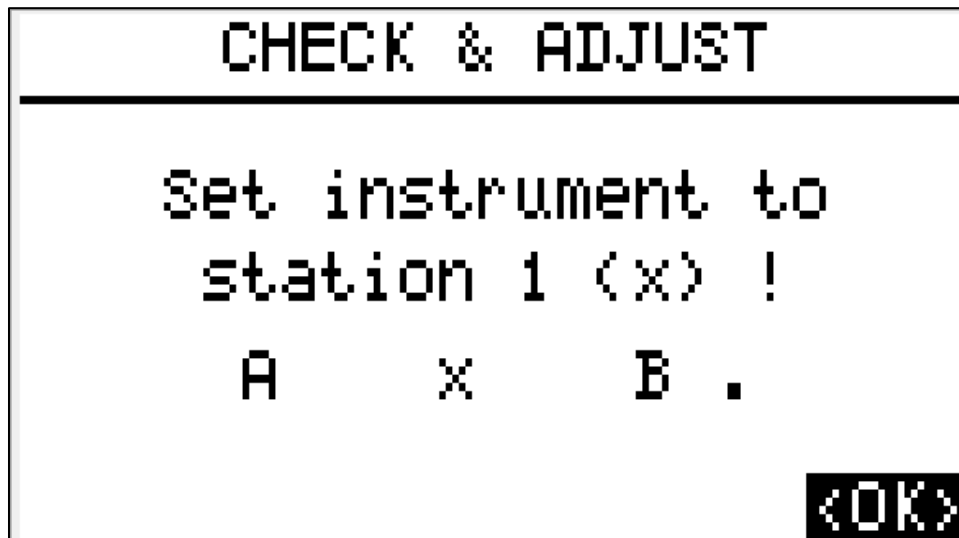 CHECK & ADJUST
Set instrument to
station 1 (x) !
A x B .
<OK>